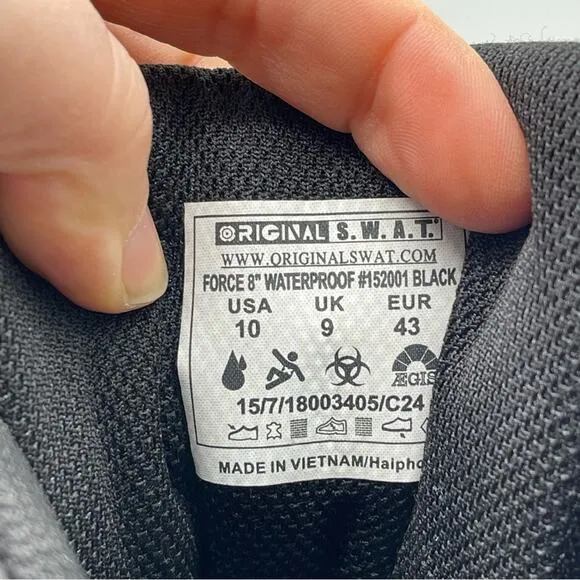 ORIGINAL S.W.A.T.
WWW.ORIGINALSWAT.COM
FORCE 8" WATERPROOF #152001 BLACK
USA UK EUR
10 9 43
ÆGIS
15/7/18003405/C24
MADE IN VIETNAM/Haipho